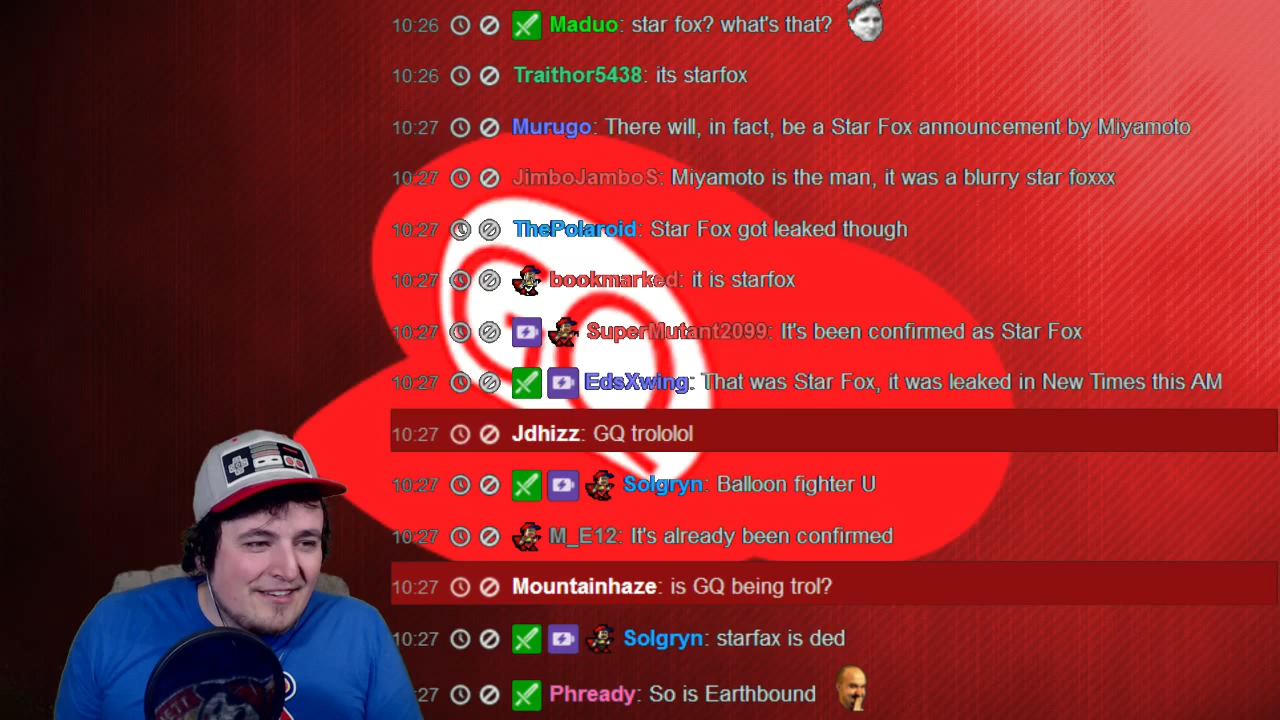 10:26 Maduo: star fox? what's that?
10:26 Traithor5438: its starfox
10:27 Murugo: There will, in fact, be a Star Fox announcement by Miyamoto
10:27 JimboJamboS: Miyamoto is the man, it was a blurry star foxxx
10:27 ThePolaroid: Star Fox got leaked though
10:27 bookmarked: it is starfox
10:27 SuperMutant2099: It's been confirmed as Star Fox
10:27 EdsXwing: That was Star Fox, it was leaked in New Times this AM
10:27 Jdhizz: GQ trololol
10:27 Solgryn: Balloon fighter U
10:27 M_E12: It's already been confirmed
10:27 Mountainhaze: is GQ being trol?
10:27 Solgryn: starfax is ded
:27 Phready: So is Earthbound